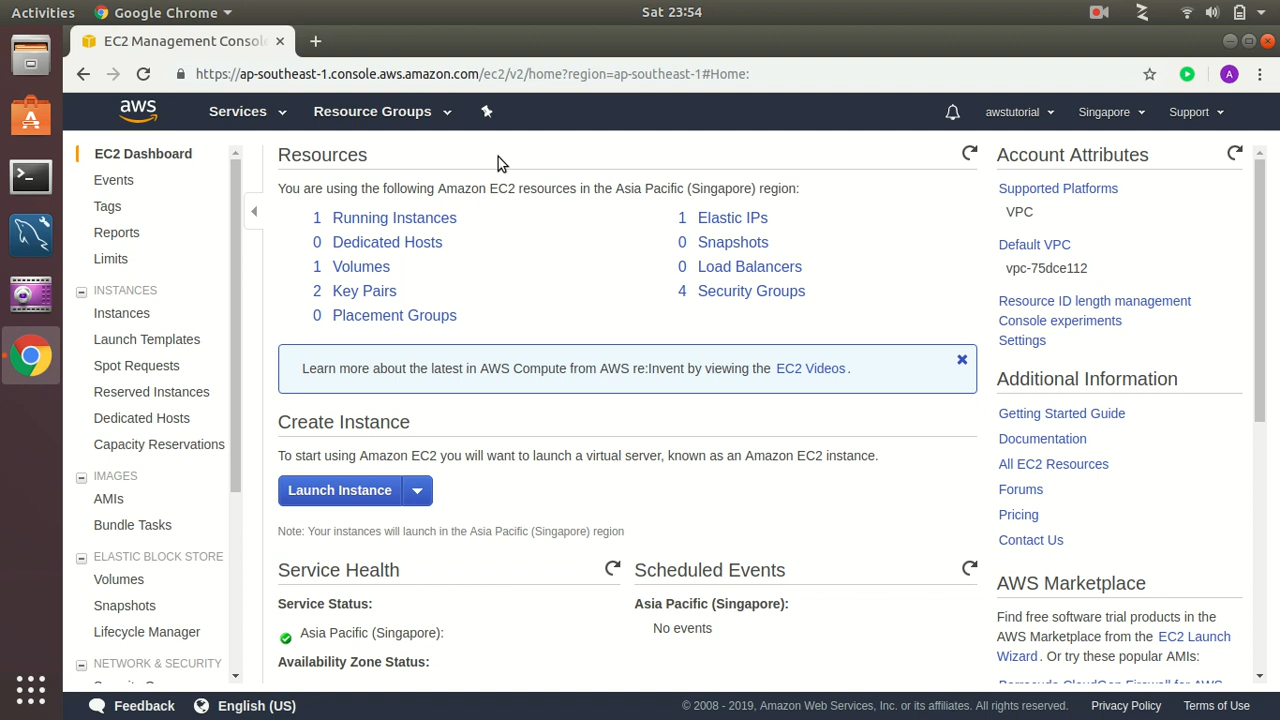 Activities
Google Chrome
Sat 23:54
EC2 Management Consol
https://ap-southeast-1.console.aws.amazon.com/ec2/v2/home?region=ap-southeast-1#Home:
A
aws
Services
Resource Groups
awstutorial
Singapore
Support
EC2 Dashboard
Events
Tags
Reports
Limits
INSTANCES
Instances
Launch Templates
Spot Requests
Reserved Instances
Dedicated Hosts
Capacity Reservations
IMAGES
AMIs
Bundle Tasks
ELASTIC BLOCK STORE
Volumes
Snapshots
Lifecycle Manager
NETWORK & SECURITY
Resources
You are using the following Amazon EC2 resources in the Asia Pacific (Singapore) region:
1 Running Instances
1 Elastic IPs
0 Dedicated Hosts
0 Snapshots
1 Volumes
0 Load Balancers
2 Key Pairs
4 Security Groups
0 Placement Groups
Learn more about the latest in AWS Compute from AWS re:Invent by viewing the EC2 Videos.
Create Instance
To start using Amazon EC2 you will want to launch a virtual server, known as an Amazon EC2 instance.
Launch Instance
Note: Your instances will launch in the Asia Pacific (Singapore) region
Service Health
Service Status:
Asia Pacific (Singapore):
Availability Zone Status:
Scheduled Events
Asia Pacific (Singapore):
No events
Account Attributes
Supported Platforms
VPC
Default VPC
vpc-75dce112
Resource ID length management
Console experiments
Settings
Additional Information
Getting Started Guide
Documentation
All EC2 Resources
Forums
Pricing
Contact Us
AWS Marketplace
Find free software trial products in the
AWS Marketplace from the EC2 Launch
Wizard. Or try these popular AMIs:
Barracuda CloudGen Firewall for AWS
Feedback
English (US)
© 2008 - 2019, Amazon Web Services, Inc. or its affiliates. All rights reserved.
Privacy Policy
Terms of Use